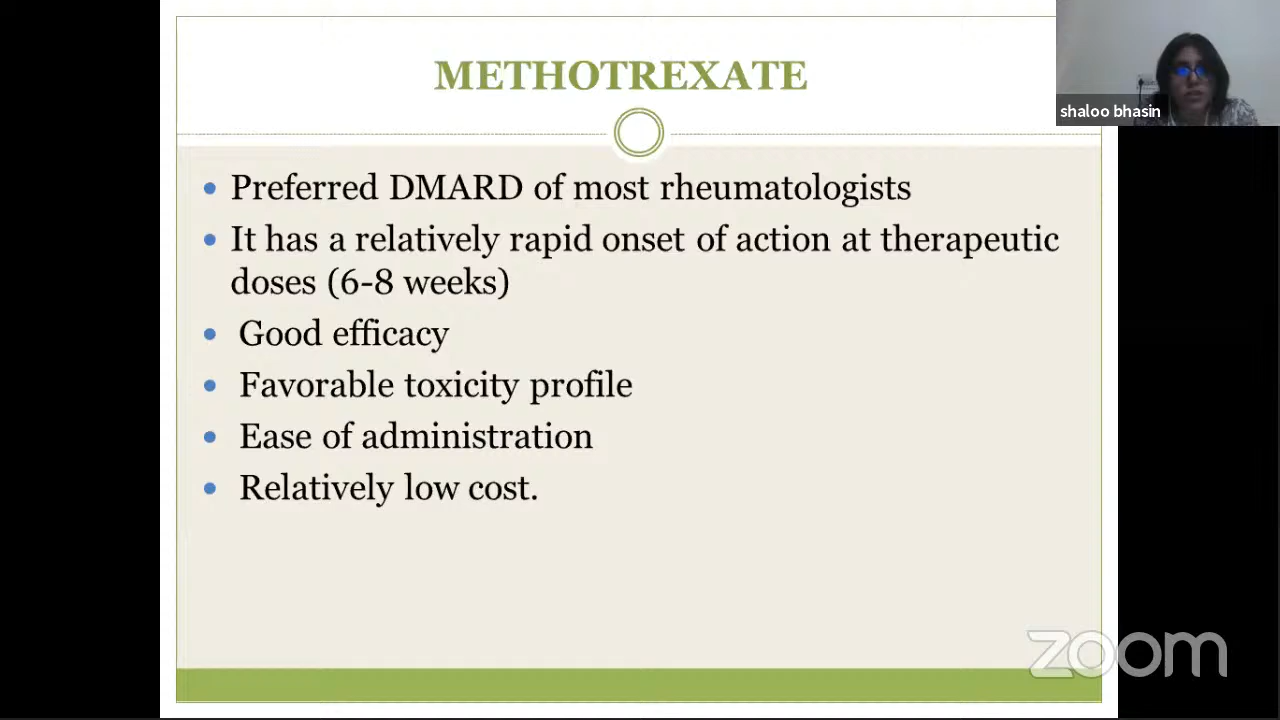 METHOTREXATE
shaloo bhasin
• Preferred DMARD of most rheumatologists
• It has a relatively rapid onset of action at therapeutic
doses (6-8 weeks)
• Good efficacy
• Favorable toxicity profile
• Ease of administration
• Relatively low cost.
zoom